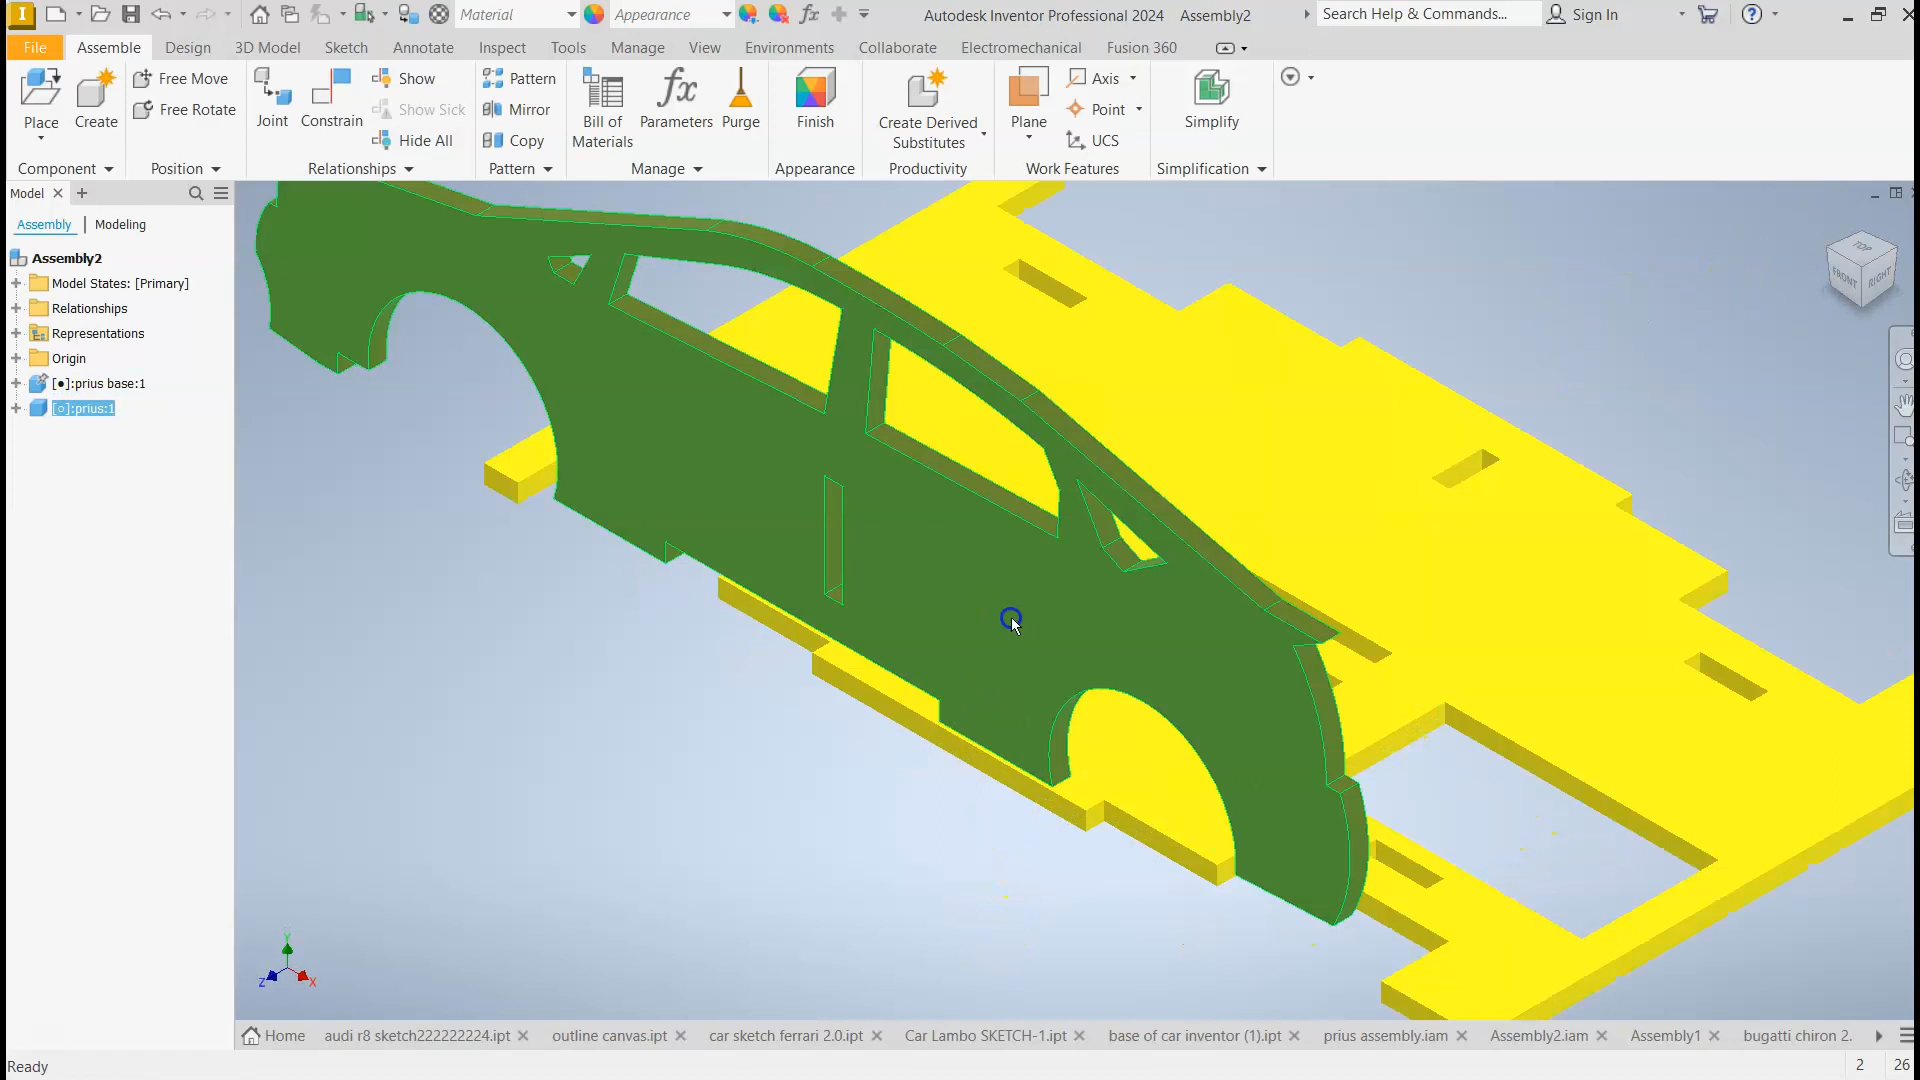 Material
Appearance
Autodesk Inventor Professional 2024 Assembly2
Search Help & Commands...
Sign In
File
Assemble
Design
3D Model
Sketch
Annotate
Inspect
Tools
Manage
View
Environments
Collaborate
Electromechanical
Fusion 360
Place
Create
Free Move
Free Rotate
Joint
Constrain
Show
Show Sick
Hide All
Pattern
Mirror
Copy
Bill of
Materials
Parameters
Purge
Finish
Create Derived
Substitutes
Plane
Axis
Point
UCS
Simplify
Component
Position
Relationships
Pattern
Manage
Appearance
Productivity
Work Features
Simplification
Model
Assembly
Modeling
Assembly2
Model States: [Primary]
Relationships
Representations
Origin
[●]:prius base:1
[○]:prius:1
TOP
FRONT
RIGHT
Y
Z
X
Home
audi r8 sketch222222224.ipt
outline canvas.ipt
car sketch ferrari 2.0.ipt
Car Lambo SKETCH-1.ipt
base of car inventor (1).ipt
prius assembly.iam
Assembly2.iam
Assembly1
bugatti chiron 2.
Ready
2
26